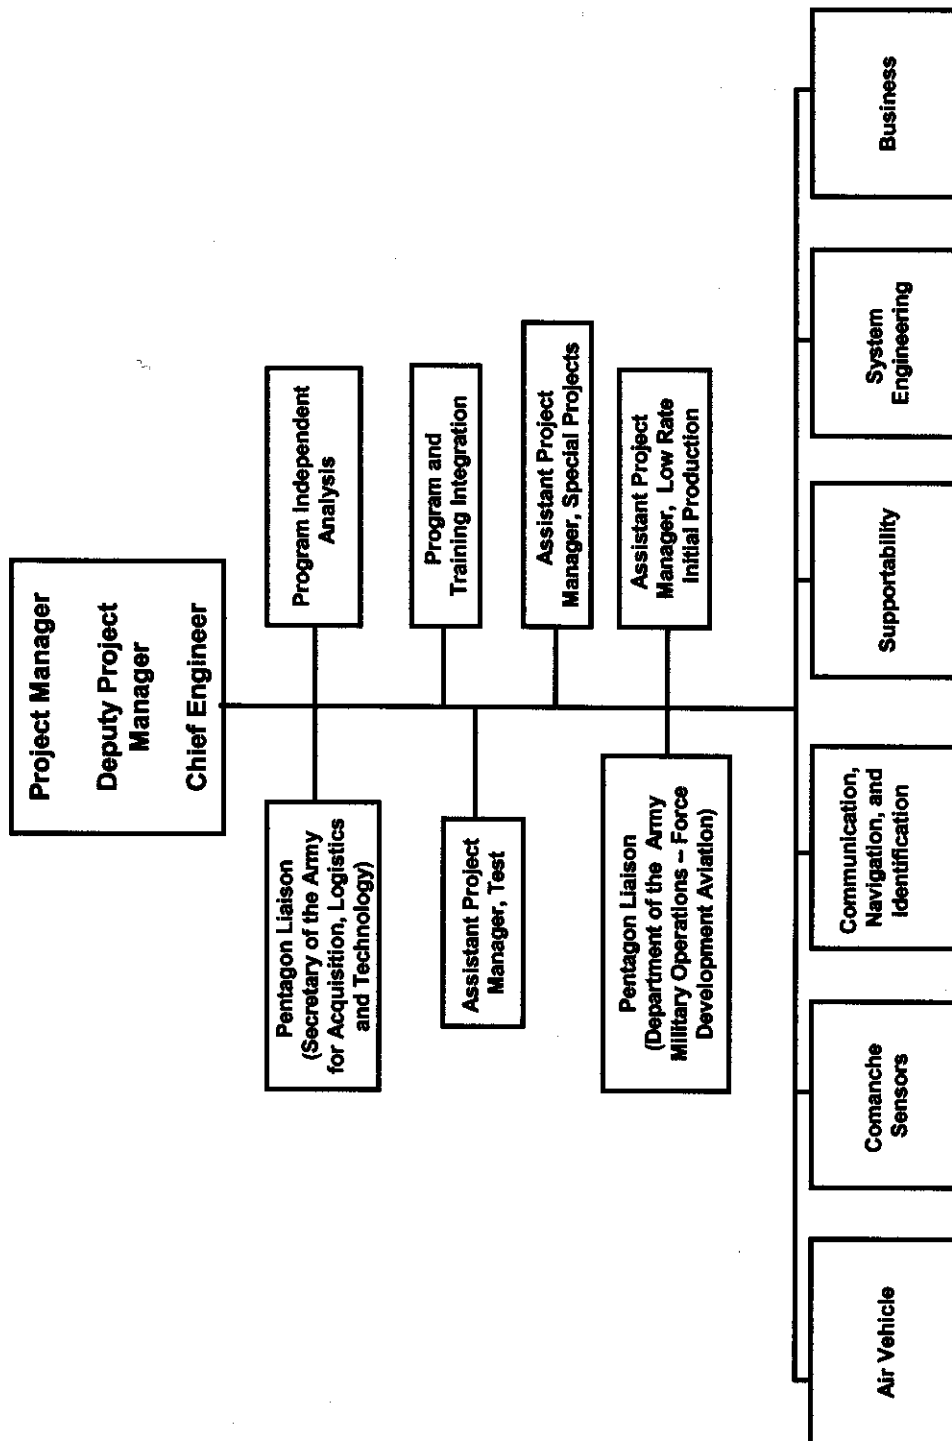 Project Manager
Deputy Project
Manager
Chief Engineer
Pentagon Liaison
(Secretary of the Army
for Acquisition, Logistics
and Technology)
Program Independent
Analysis
Program and
Training Integration
Assistant Project
Manager, Test
Assistant Project
Manager, Special Projects
Pentagon Liaison
(Department of the Army
Military Operations – Force
Development Aviation)
Assistant Project
Manager, Low Rate
Initial Production
Air Vehicle
Comanche
Sensors
Communication,
Navigation, and
Identification
Supportability
System
Engineering
Business